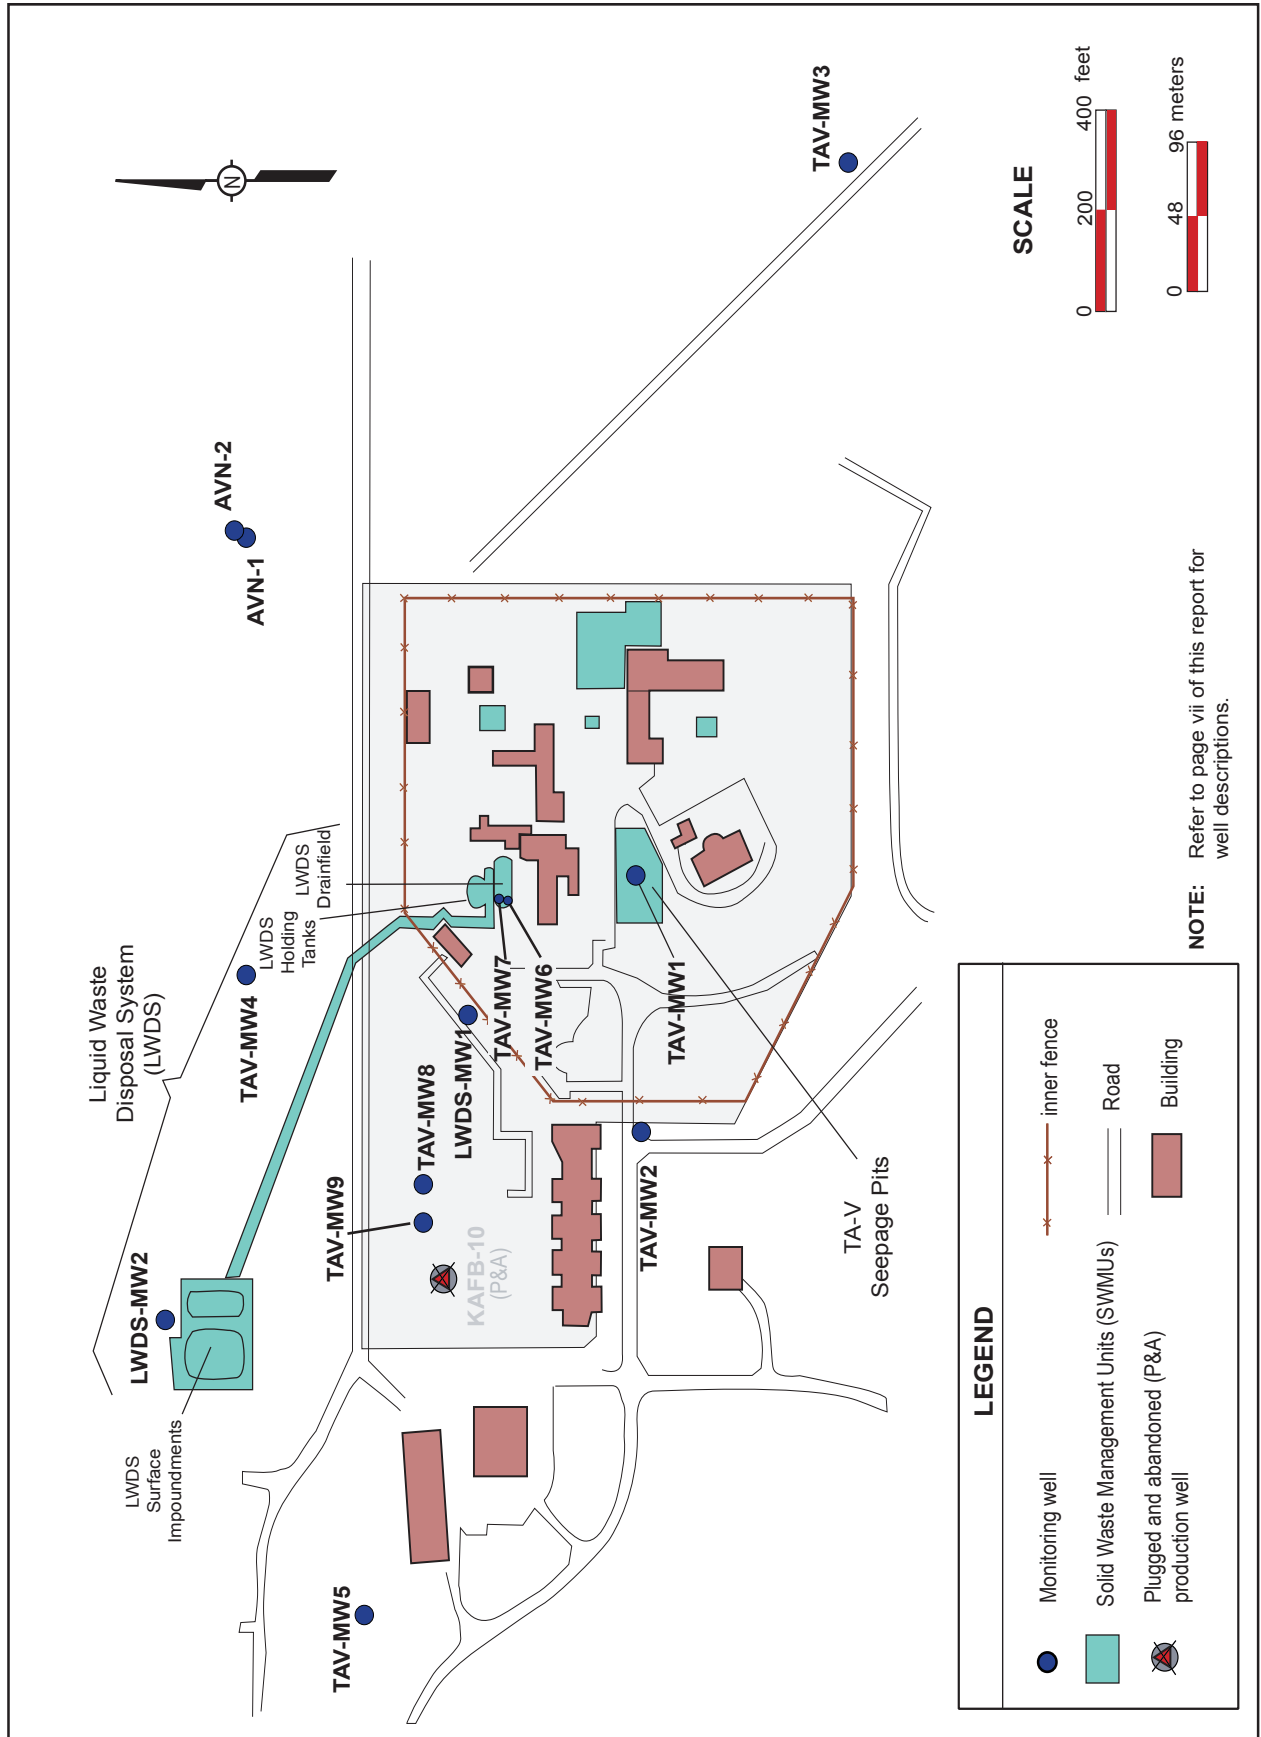 Liquid Waste
Disposal System
(LWDS)
LWDS-MW2
LWDS
Surface
Impoundments
TAV-MW4
LWDS
Holding
Tanks
LWDS
Drainfield
AVN-1
AVN-2
N
TAV-MW3
TAV-MW5
TAV-MW9
TAV-MW8
LWDS-MW1
KAFB-10
(P&A)
TAV-MW7
TAV-MW6
TAV-MW1
TAV-MW2
TA-V
Seepage Pits
SCALE
0 200 400 feet
0 48 96 meters
LEGEND
Monitoring well
Solid Waste Management Units (SWMUs)
Plugged and abandoned (P&A)
production well
inner fence
Road
Building
NOTE: Refer to page vii of this report for
well descriptions.